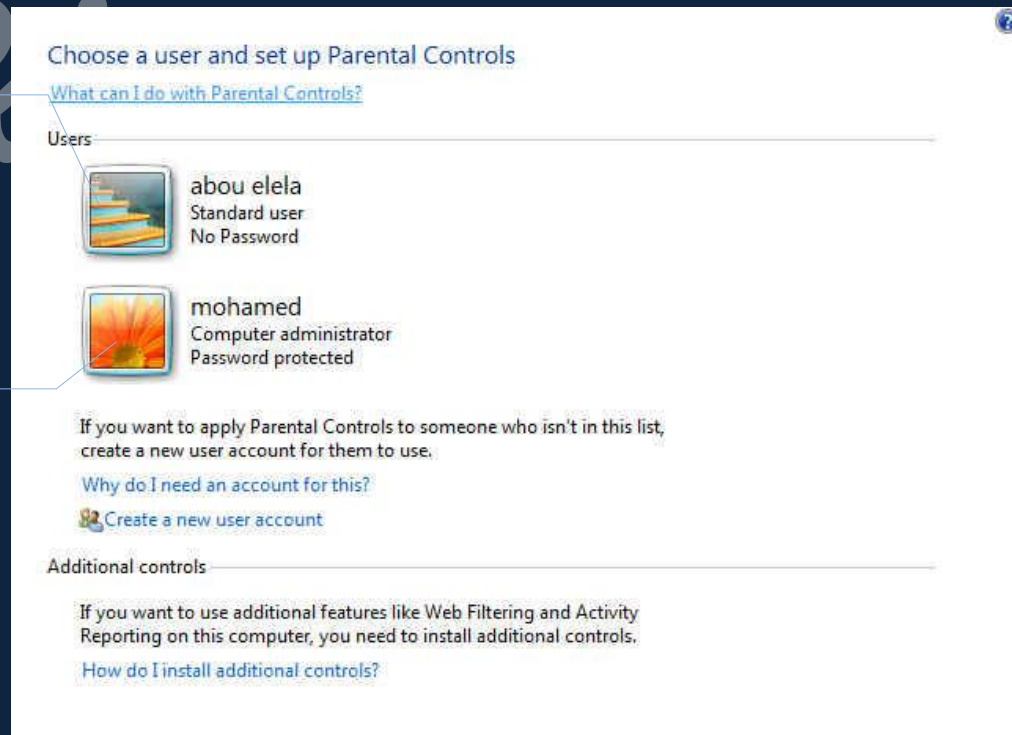 Choose a user and set up Parental Controls
What can I do with Parental Controls?
Users
abou elela
Standard user
No Password
mohamed
Computer administrator
Password protected
If you want to apply Parental Controls to someone who isn't in this list,
create a new user account for them to use.
Why do I need an account for this?
Create a new user account
Additional controls
If you want to use additional features like Web Filtering and Activity
Reporting on this computer, you need to install additional controls.
How do I install additional controls?